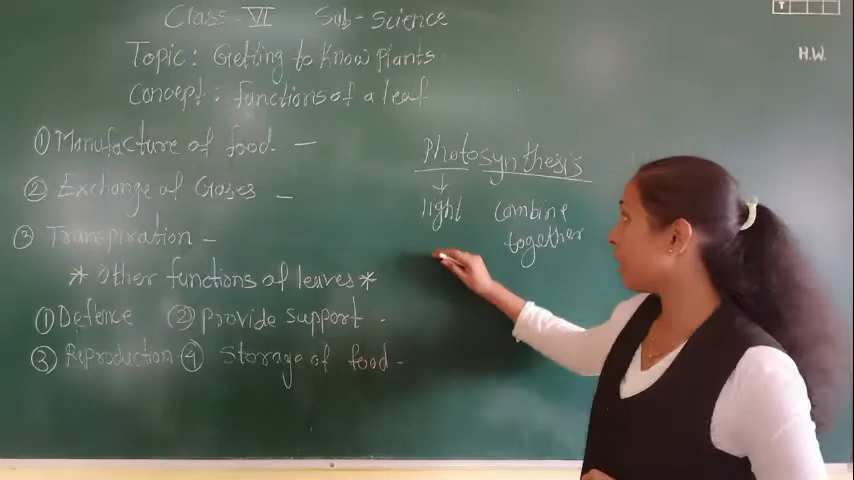 Class-VI Sub-Science
Topic: Getting to Know plants
Concept: functions of a leaf
① Manufacture of food -
② Exchange of Gases -
③ Transpiration -
* Other functions of leaves *
① Defence ② provide support -
③ Reproduction ④ Storage of food -
Photosynthesis
light combine
together
H.W.